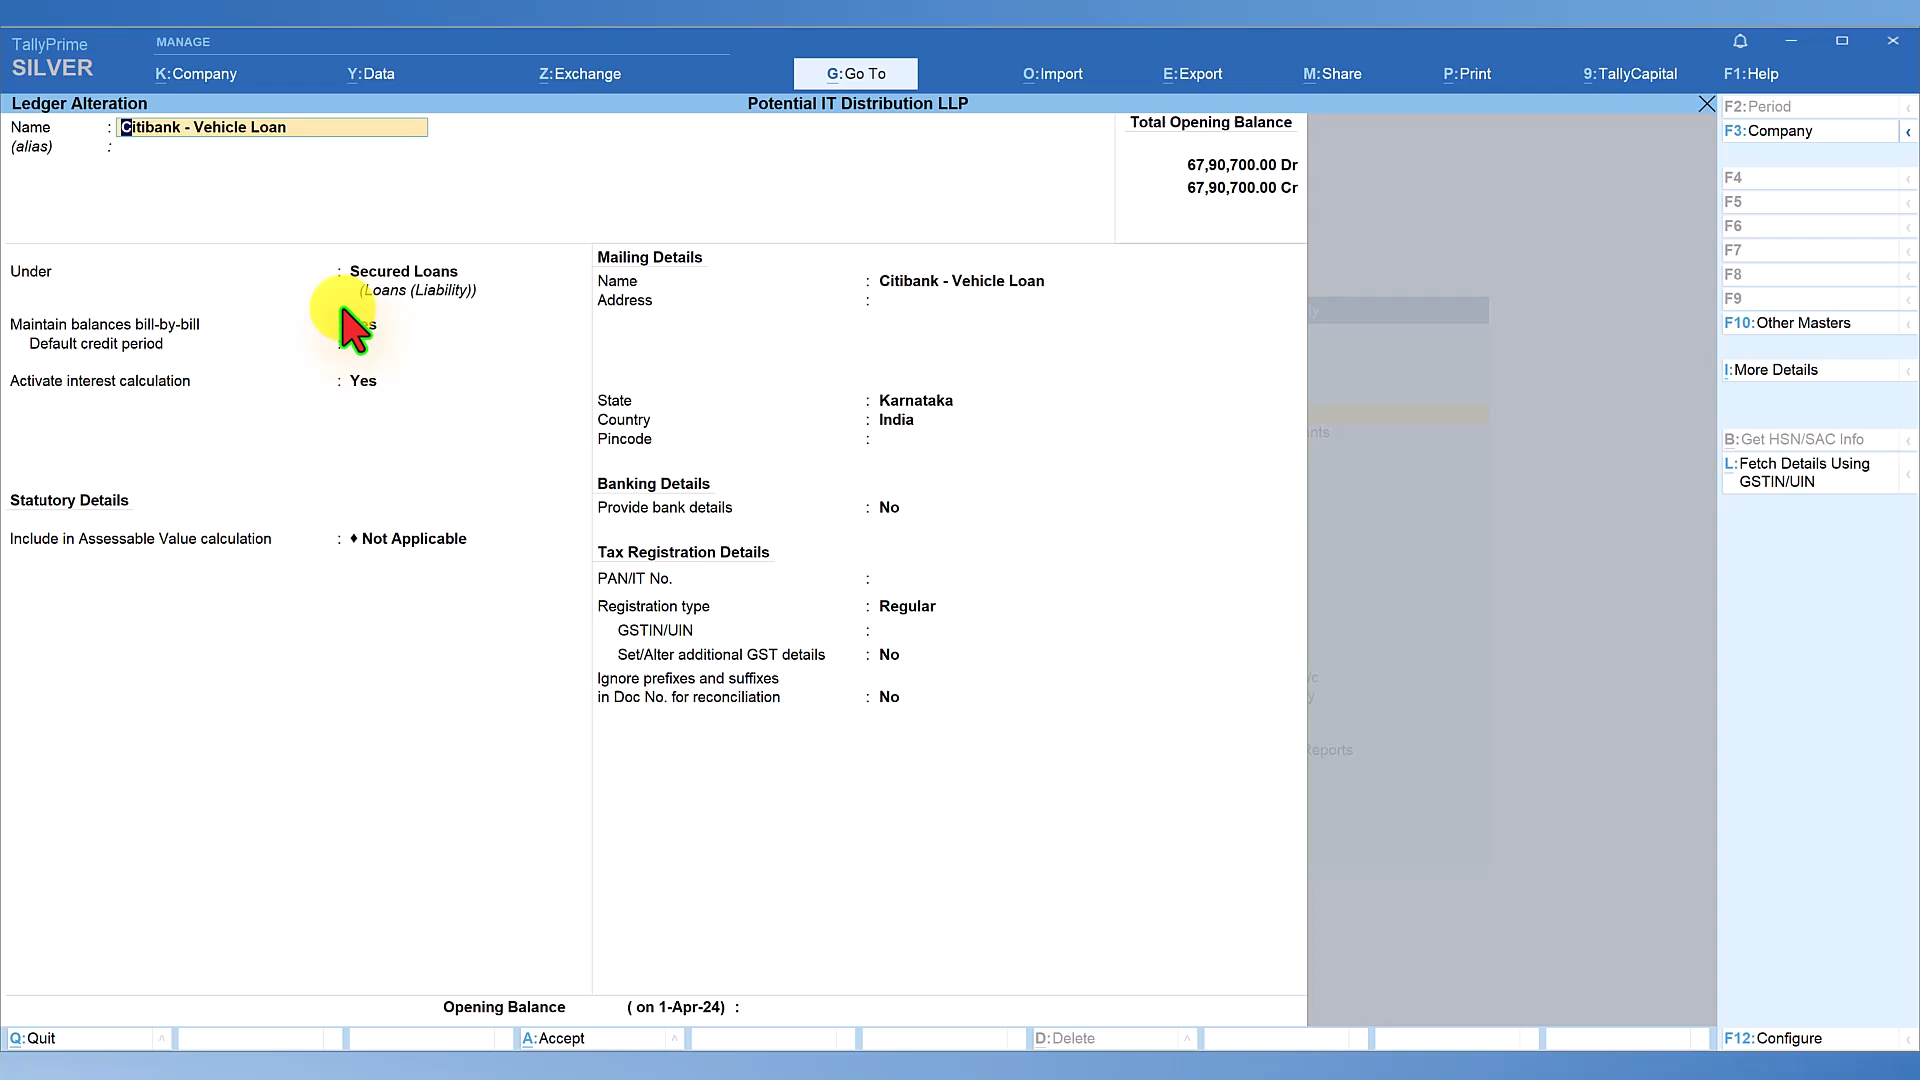 TallyPrime
SILVER
MANAGE
K:Company
Y:Data
Z:Exchange
G:Go To
O:Import
E:Export
M:Share
P:Print
9:TallyCapital
F1:Help
Ledger Alteration
Potential IT Distribution LLP
Name : Citibank - Vehicle Loan
(alias) :
Total Opening Balance
67,90,700.00 Dr
67,90,700.00 Cr
Under : Secured Loans
(Loans (Liability))
Maintain balances bill-by-bill
Default credit period :
Activate interest calculation : Yes
Statutory Details
Include in Assessable Value calculation : ♦ Not Applicable
Mailing Details
Name : Citibank - Vehicle Loan
Address :
State : Karnataka
Country : India
Pincode :
Banking Details
Provide bank details : No
Tax Registration Details
PAN/IT No. :
Registration type : Regular
GSTIN/UIN :
Set/Alter additional GST details : No
Ignore prefixes and suffixes
in Doc No. for reconciliation : No
Opening Balance ( on 1-Apr-24) :
Reports
F2:Period
F3:Company
F4
F5
F6
F7
F8
F9
F10:Other Masters
I:More Details
B:Get HSN/SAC Info
L:Fetch Details Using
GSTIN/UIN
Q:Quit
A:Accept
D:Delete
F12:Configure